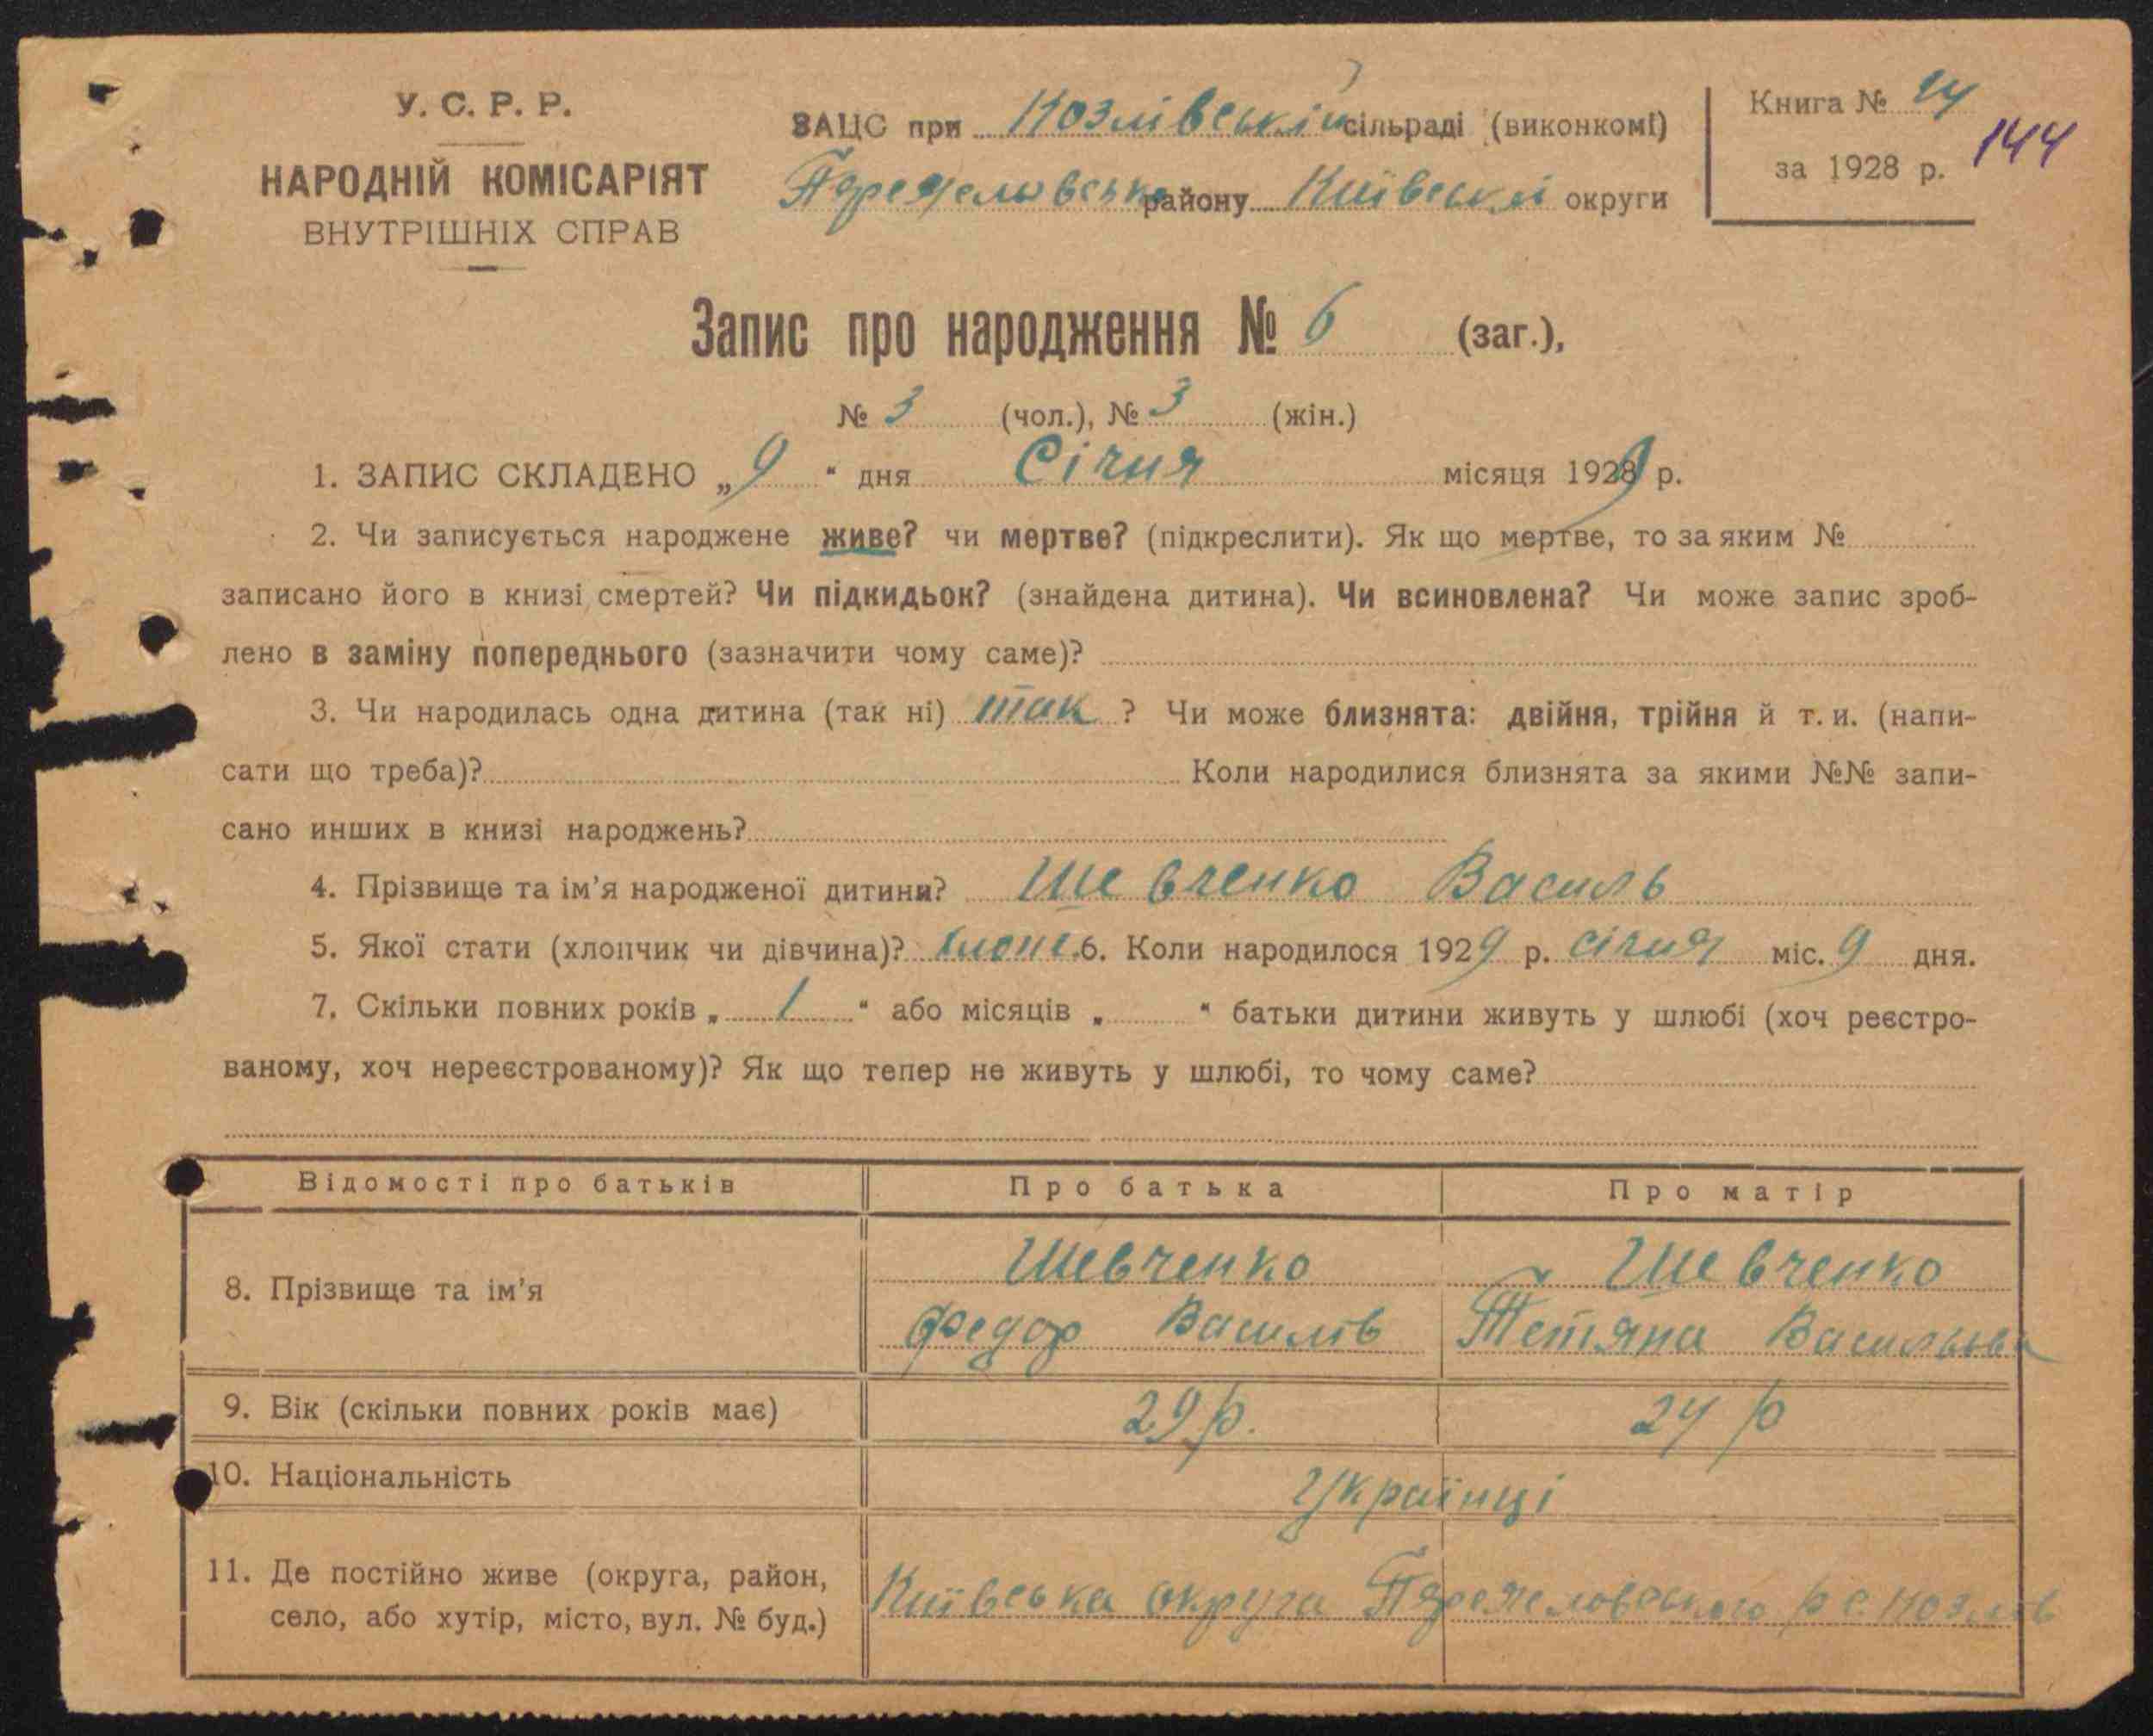 У. С. Р. Р.
НАРОДНІЙ КОМІСАРІЯТ
ВНУТРІШНІХ СПРАВ
ЗАЦС при Козлівській сільраді (виконкомі)
району Київської округи
Книга №
144
за 1928 р.
Запис про народження № 6 (заг.),
№ 3 (чол.), № 3 (жін.)
1. ЗАПИС СКЛАДЕНО „9“ дня Січня місяця 1929 р.
2. Чи записується народжене живе? чи мертве? (підкреслити). Як що мертве, то за яким №
записано його в книзі смертей? Чи підкидьок? (знайдена дитина). Чи всиновлена? Чи може запис зроб-
лено в заміну попереднього (зазначити чому саме)?
3. Чи народилась одна дитина (так ні) так ? Чи може близнята: двійня, трійня й т. и. (напи-
сати що треба)? Коли народилися близнята за якими №№ запи-
сано инших в книзі народжень?
4. Прізвище та ім'я народженої дитини? Шевченко Василь
5. Якої стати (хлопчик чи дівчина)? хлопч. 6. Коли народилося 1929 р. січня міс. 9 дня.
7. Скільки повних років „ 1 “ або місяців „ “ батьки дитини живуть у шлюбі (хоч реєстро-
ваному, хоч нереєстрованому)? Як що тепер не живуть у шлюбі, то чому саме?
Відомості про батьків Про батька Про матір
8. Прізвище та ім'я Шевченко Шевченко
Федор Василів Тетяна
9. Вік (скільки повних років має) 29 р. 24 р
10. Національність Українці
11. Де постійно живе (округа, район,
село, або хутір, місто, вул. № буд.) Київська округа р с. Козлів